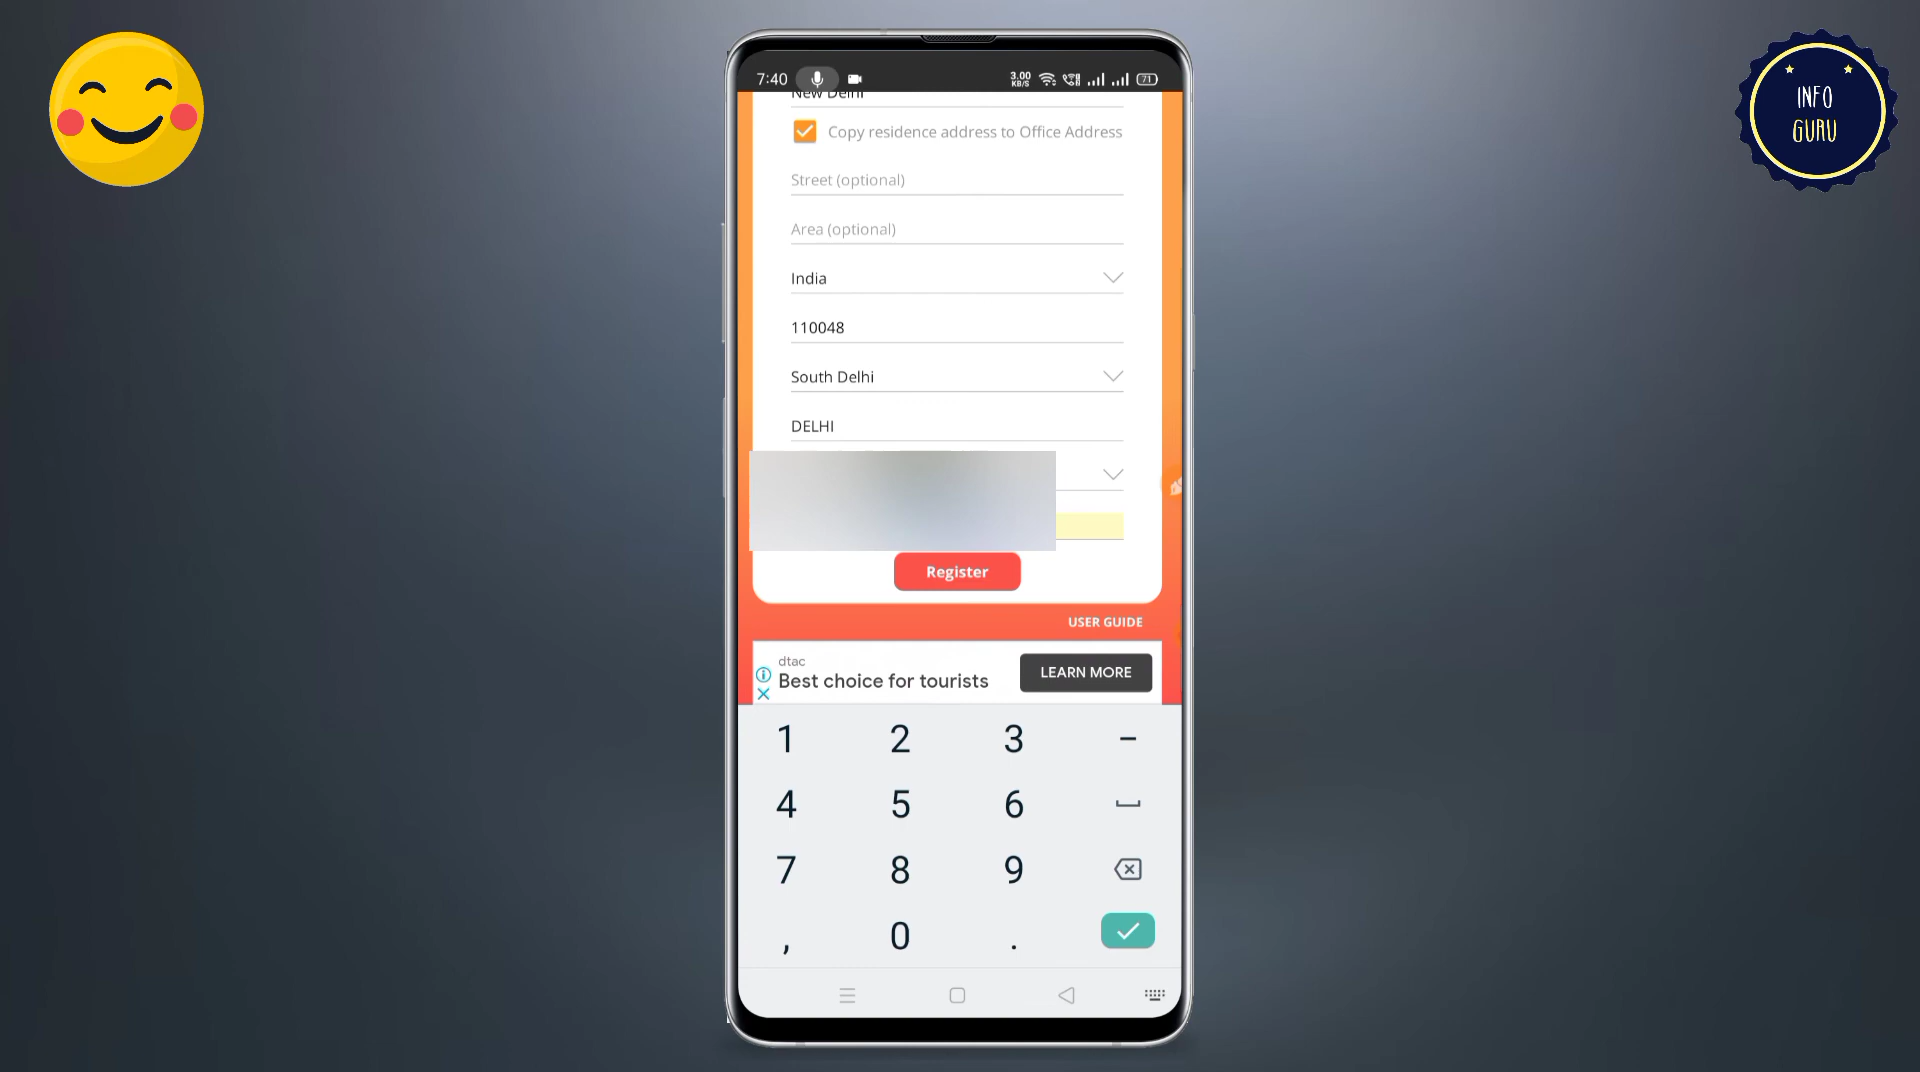 INFO
GURU
7:40
3.00
KB/S
71
New Delhi
Copy residence address to Office Address
Street (optional)
Area (optional)
India
110048
South Delhi
DELHI
Register
USER GUIDE
dtac
Best choice for tourists
LEARN MORE
1 2 3 -
4 5 6
7 8 9
, 0 .